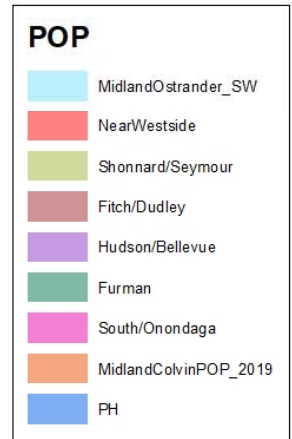 POP
MidlandOstrander_SW
NearWestside
Shonnard/Seymour
Fitch/Dudley
Hudson/Bellevue
Furman
South/Onondaga
MidlandColvinPOP_2019
PH